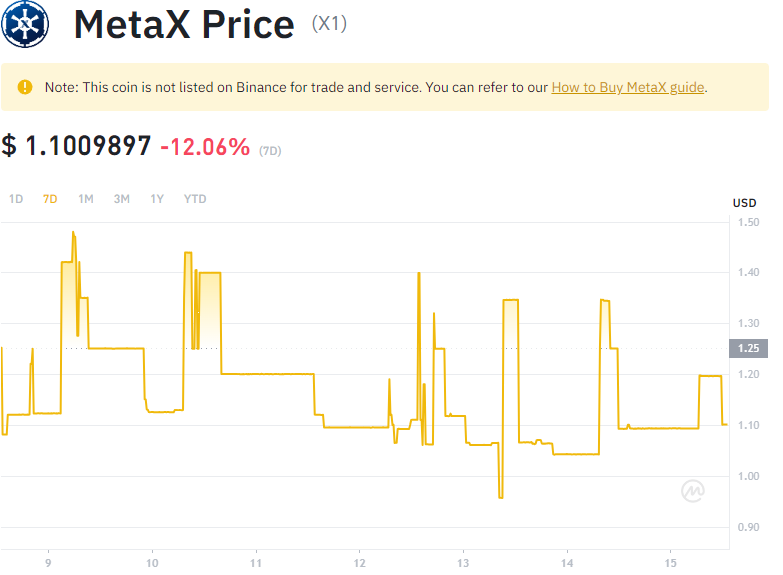 MetaX Price (X1)
Note: This coin is not listed on Binance for trade and service. You can refer to our How to Buy MetaX guide.
$ 1.1009897 -12.06% (7D)
1D 7D 1M 3M 1Y YTD
USD
1.50
1.40
1.30
1.25
1.20
1.10
1.00
0.90
9 10 11 12 13 14 15